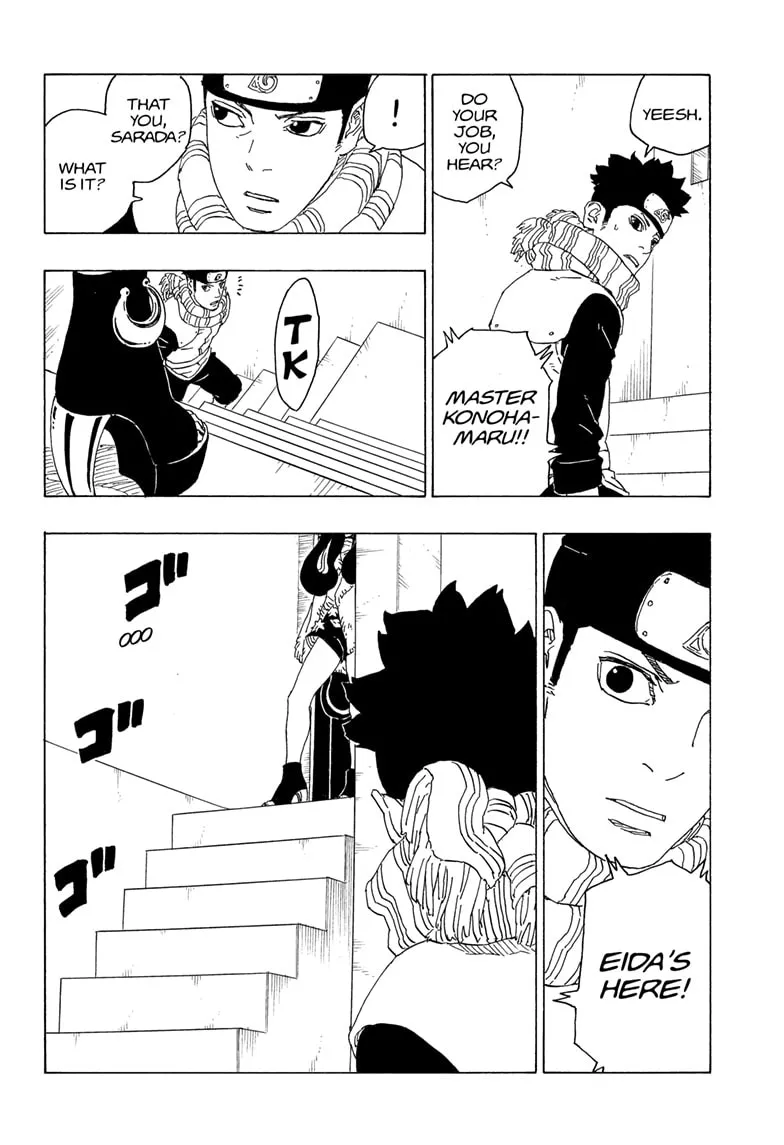 YEESH.
DO
YOUR
JOB,
YOU
HEAR?
MASTER
KONOHA-
MARU!!
!
THAT
YOU,
SARADA?
WHAT
IS IT?
TK
EIDA'S
HERE!
ゴ
ゴ
ゴ
OOO